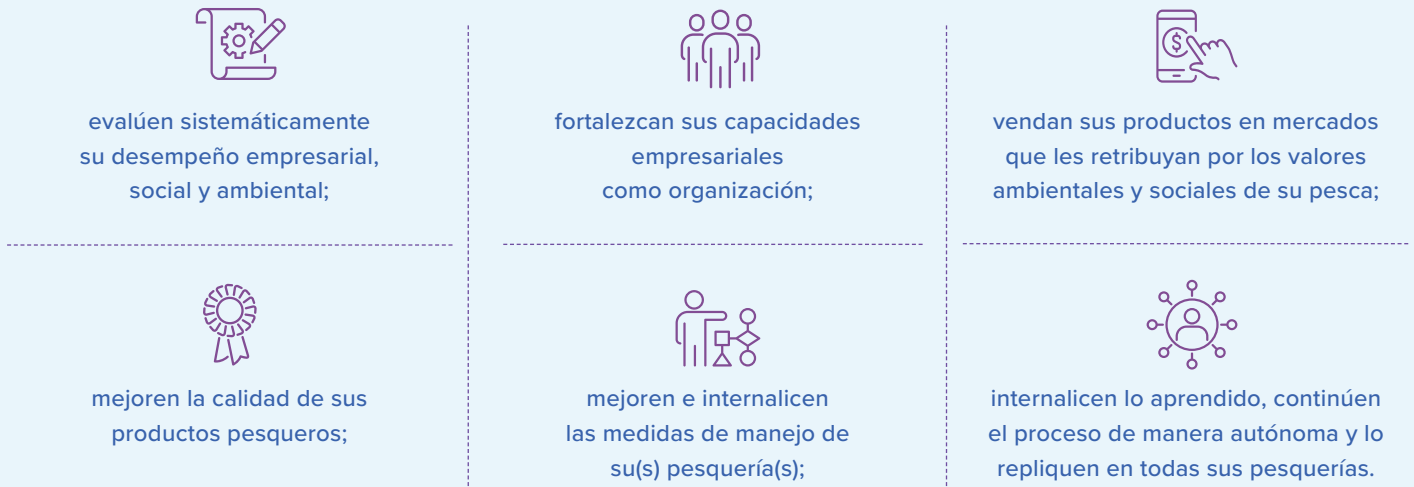 evalúen sistemáticamente
su desempeño empresarial,
social y ambiental;
fortalezcan sus capacidades
empresariales
como organización;
vendan sus productos en mercados
que les retribuyan por los valores
ambientales y sociales de su pesca;
mejoren la calidad de sus
productos pesqueros;
mejoren e internalicen
las medidas de manejo de
su(s) pesquería(s);
internalicen lo aprendido, continúen
el proceso de manera autónoma y lo
repliquen en todas sus pesquerías.